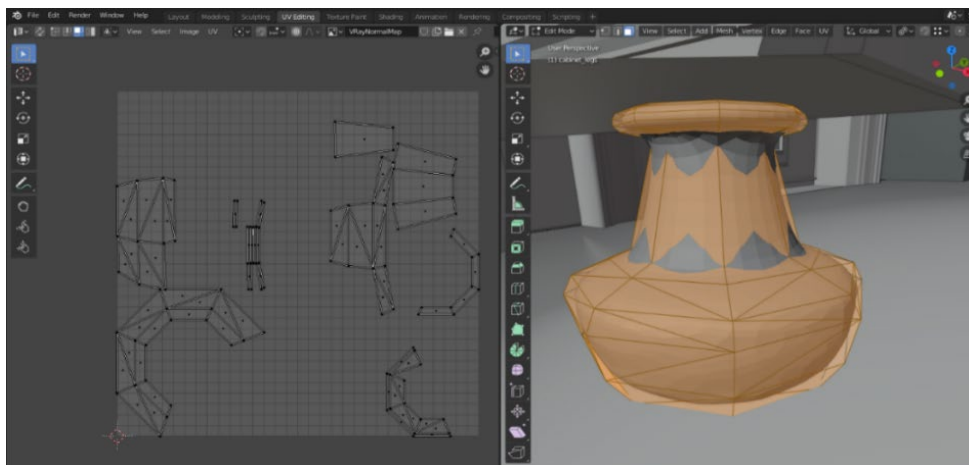 File Edit Render Window Help Layout Modeling Sculpting UV Editing Texture Paint Shading Animation Rendering Compositing Scripting +
View Select Image UV VRayNormalMap Edit Mode View Select Add Mesh Vertex Edge Face UV Global
User Perspective